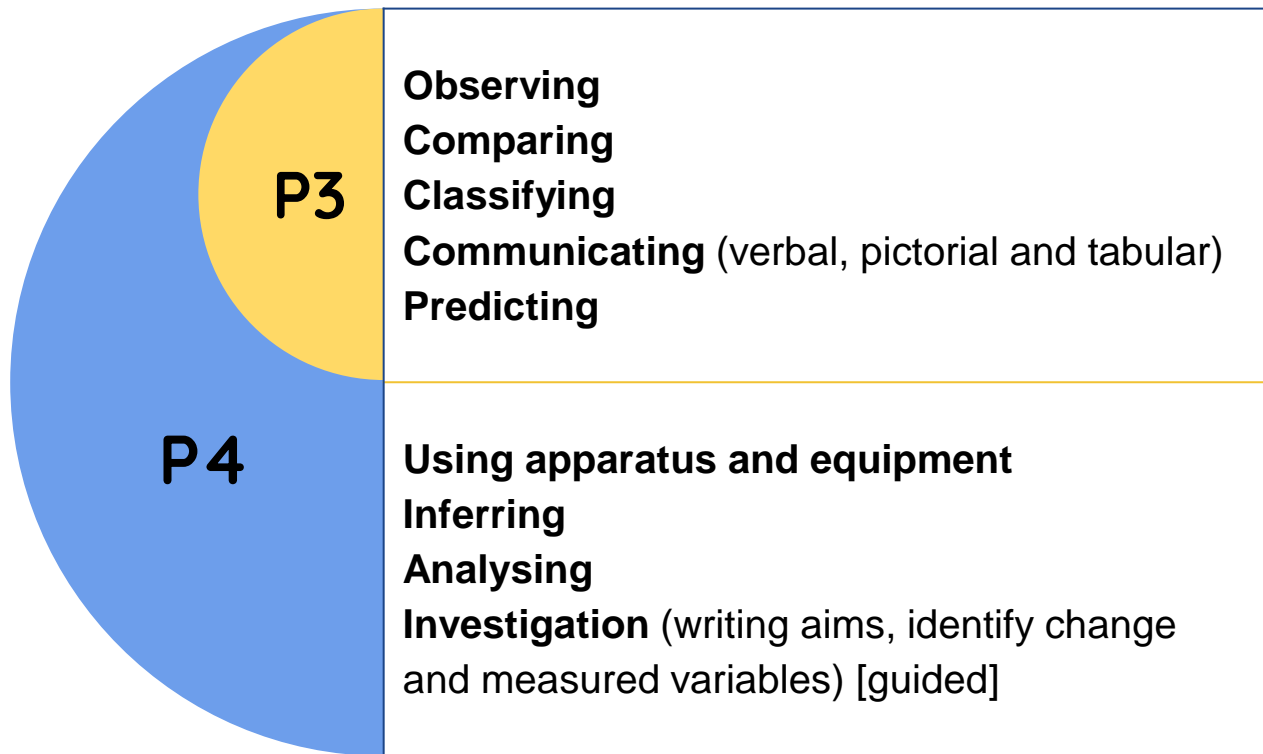 P3
Observing
Comparing
Classifying
Communicating (verbal, pictorial and tabular)
Predicting
P4
Using apparatus and equipment
Inferring
Analysing
Investigation (writing aims, identify change
and measured variables) [guided]